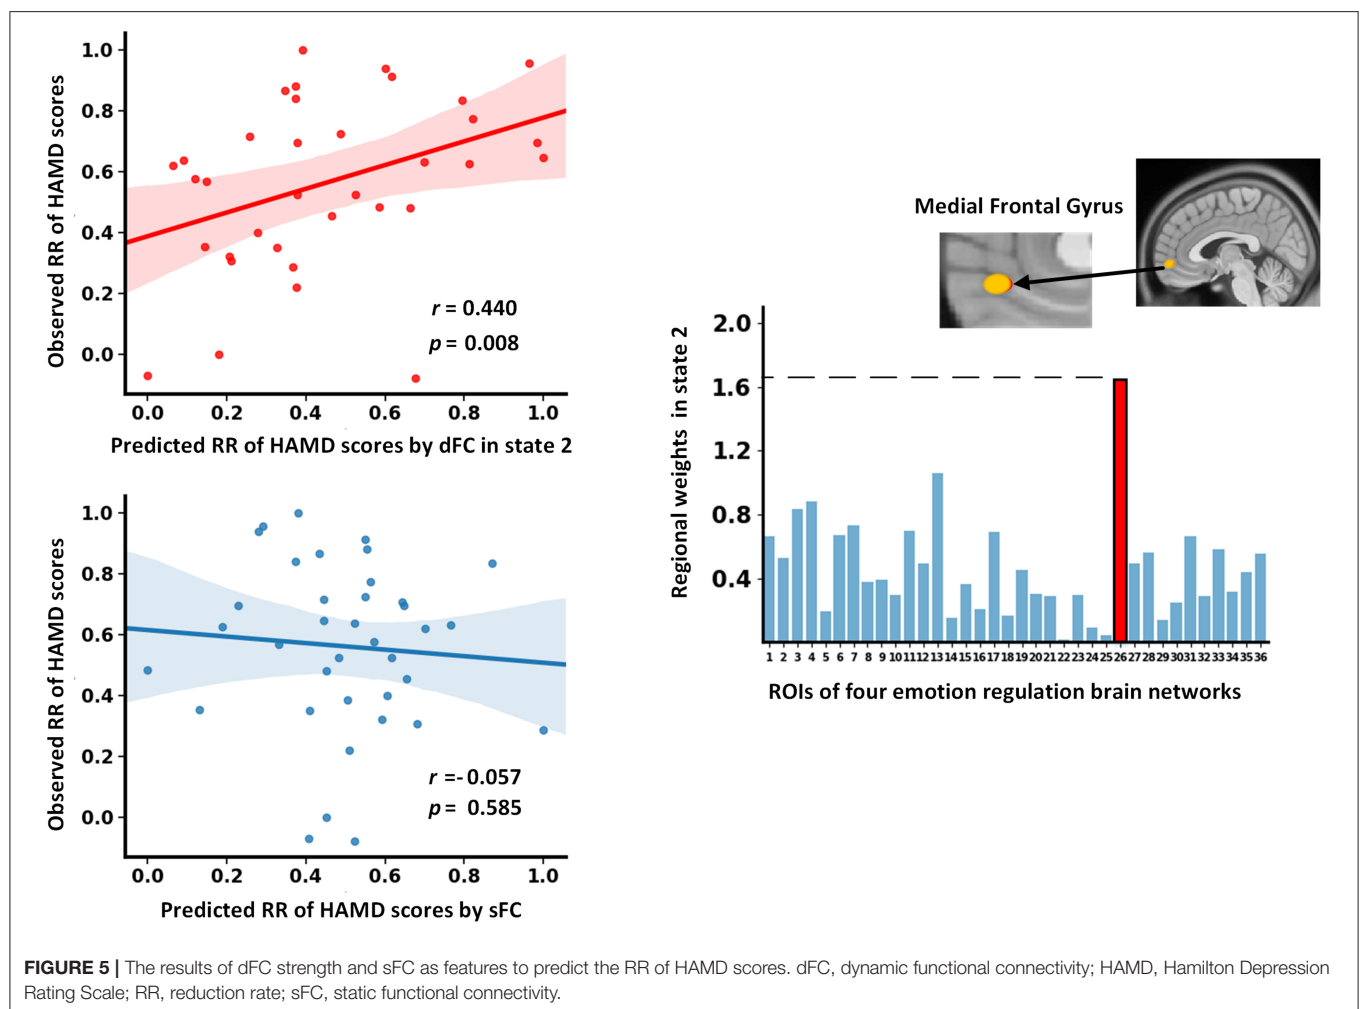 1.0
0.8
0.6
0.4
0.2
0.0
Observed RR of HAMD scores
r = 0.440
p = 0.008
0.0 0.2 0.4 0.6 0.8 1.0
Predicted RR of HAMD scores by dFC in state 2
1.0
0.8
0.6
0.4
0.2
0.0
Observed RR of HAMD scores
r =- 0.057
p = 0.585
0.0 0.2 0.4 0.6 0.8 1.0
Predicted RR of HAMD scores by sFC
Medial Frontal Gyrus
2.0
1.6
1.2
0.8
0.4
Regional weights in state 2
1 2 3 4 5 6 7 8 9 10 11 12 13 14 15 16 17 18 19 20 21 22 23 24 25 26 27 28 29 30 31 32 33 34 35 36
ROIs of four emotion regulation brain networks
FIGURE 5 | The results of dFC strength and sFC as features to predict the RR of HAMD scores. dFC, dynamic functional connectivity; HAMD, Hamilton Depression
Rating Scale; RR, reduction rate; sFC, static functional connectivity.